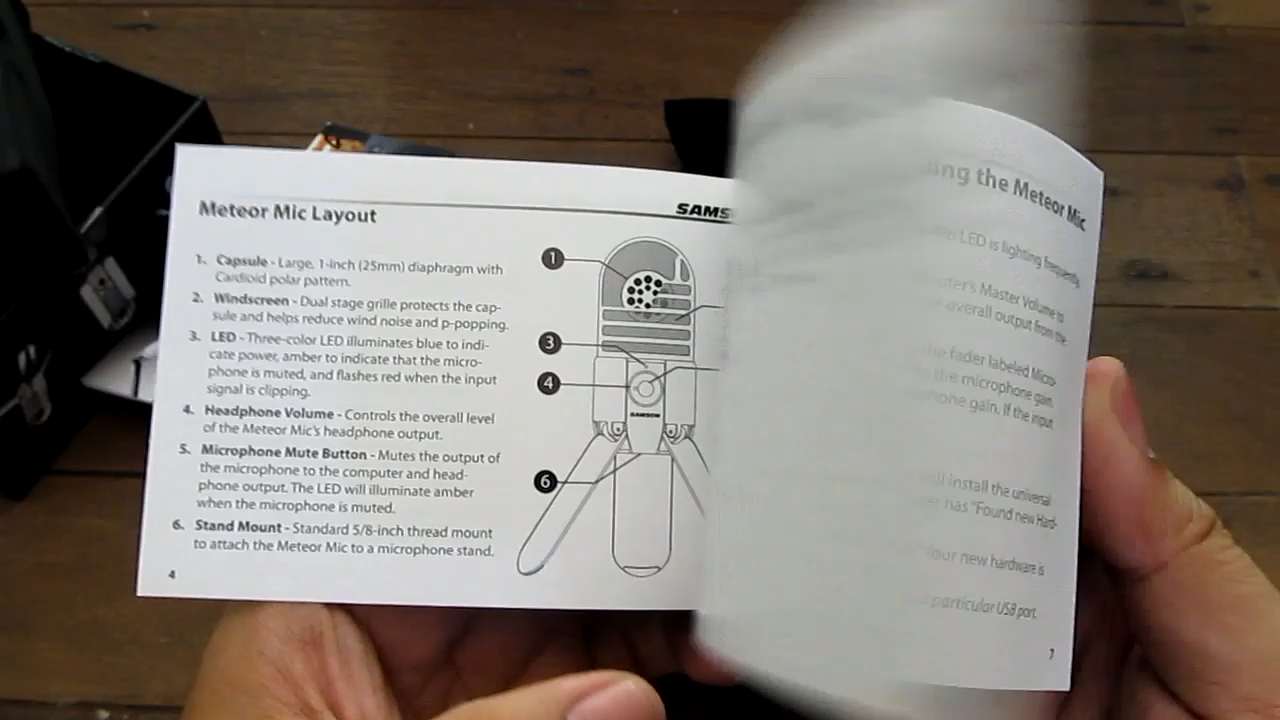 Meteor Mic Layout
SAMS
1. Capsule - Large, 1-inch (25mm) diaphragm with
Cardioid polar pattern.
2. Windscreen - Dual stage grille protects the cap-
sule and helps reduce wind noise and p-popping.
3. LED - Three-color LED illuminates blue to indi-
cate power, amber to indicate that the micro-
phone is muted, and flashes red when the input
signal is clipping.
4. Headphone Volume - Controls the overall level
of the Meteor Mic's headphone output.
5. Microphone Mute Button - Mutes the output of
the microphone to the computer and head-
phone output. The LED will illuminate amber
when the microphone is muted.
6. Stand Mount - Standard 5/8-inch thread mount
to attach the Meteor Mic to a microphone stand.
4
1
3
4
6
SAMSON
ing the Meteor Mic
LED is lighting frequently,
uter's Master Volume to
overall output from the
he fader labeled Micro-
the microphone gain.
phone gain. If the input
ill install the universal
er has "Found new Hard-
our new hardware is
particular USB port.
7